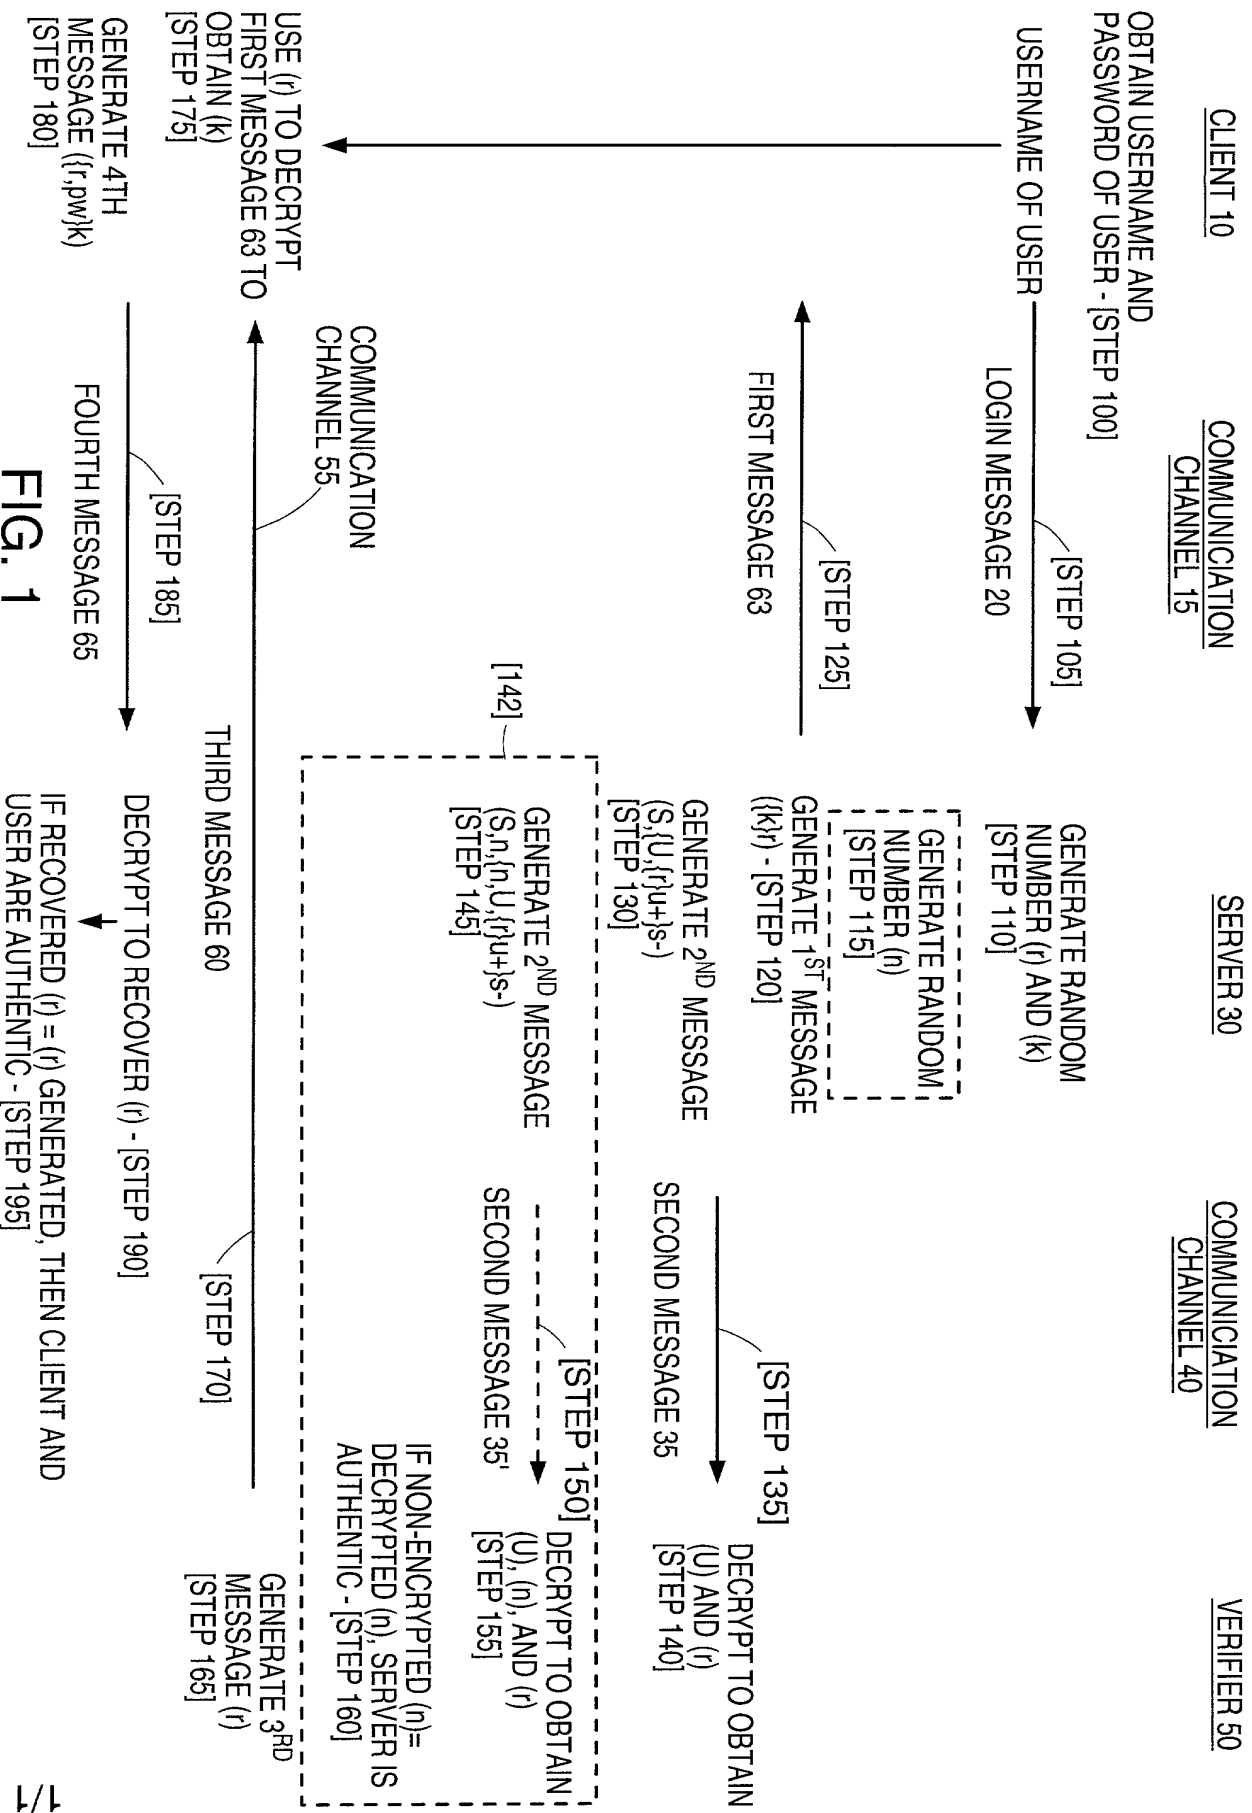 CLIENT 10
COMMUNICIATION
CHANNEL 15
SERVER 30
COMMUNICIATION
CHANNEL 40
VERIFIER 50
OBTAIN USERNAME AND
PASSWORD OF USER - [STEP 100]
USERNAME OF USER
[STEP 105]
LOGIN MESSAGE 20
GENERATE RANDOM
NUMBER (r) AND (k)
[STEP 110]
GENERATE RANDOM
NUMBER (n)
[STEP 115]
GENERATE 1ST MESSAGE
({k}r) - [STEP 120]
[STEP 125]
FIRST MESSAGE 63
GENERATE 2ND MESSAGE
(S,{U,{r}u+}s-)
[STEP 130]
[STEP 135]
SECOND MESSAGE 35
DECRYPT TO OBTAIN
(U) AND (r)
[STEP 140]
[142]
GENERATE 2ND MESSAGE
(S,n,{n,U,{r}u+}s-)
[STEP 145]
[STEP 150]
SECOND MESSAGE 35'
DECRYPT TO OBTAIN
(U), (n), AND (r)
[STEP 155]
IF NON-ENCRYPTED (n)=
DECRYPTED (n), SERVER IS
AUTHENTIC - [STEP 160]
GENERATE 3RD
MESSAGE (r)
[STEP 165]
COMMUNICATION
CHANNEL 55
THIRD MESSAGE 60
[STEP 170]
USE (r) TO DECRYPT
FIRST MESSAGE 63 TO
OBTAIN (k)
[STEP 175]
GENERATE 4TH
MESSAGE ({r,pw}k)
[STEP 180]
[STEP 185]
FOURTH MESSAGE 65
DECRYPT TO RECOVER (r) - [STEP 190]
IF RECOVERED (r) = (r) GENERATED, THEN CLIENT AND
USER ARE AUTHENTIC - [STEP 195]
FIG. 1
1/1